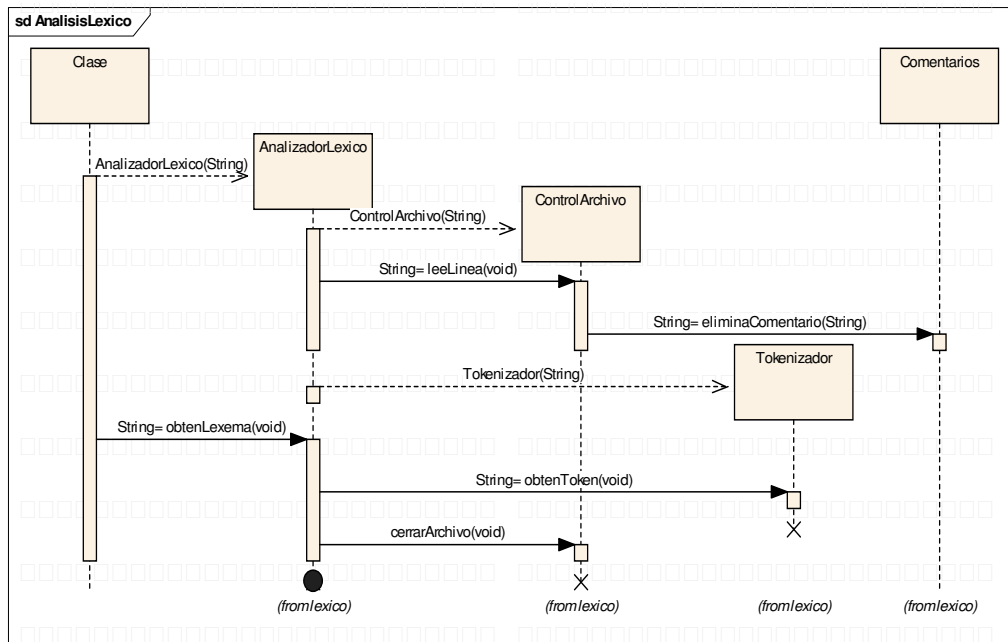 sd AnalisisLexico
Clase
Comentarios
AnalizadorLexico
AnalizadorLexico(String)
ControlArchivo
ControlArchivo(String)
String= leeLinea(void)
String= eliminaComentario(String)
Tokenizador
Tokenizador(String)
String= obtenLexema(void)
String= obtenToken(void)
cerrarArchivo(void)
(from lexico)
(from lexico)
(from lexico)
(from lexico)